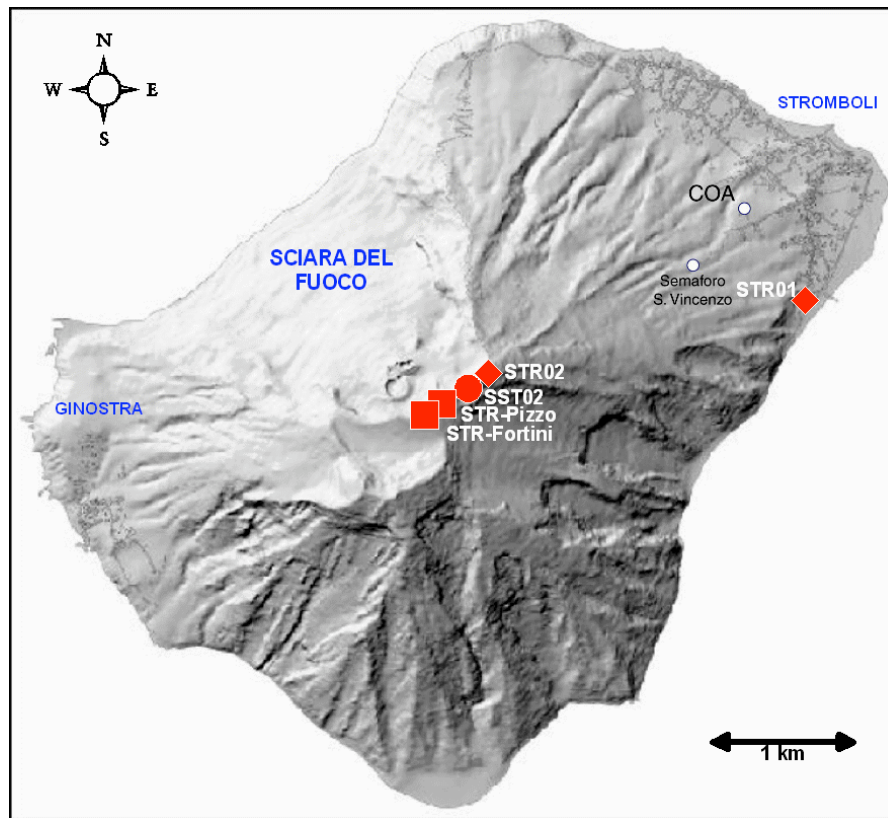 N
W E
S
STROMBOLI
COA
SCIARA DEL
FUOCO
Semaforo
S. Vincenzo
STR01
STR02
SST02
GINOSTRA
STR-Pizzo
STR-Fortini
1 km